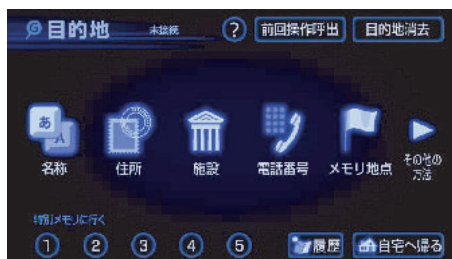 目的地 未接続 ? 前回操作呼出 目的地消去
あ A
名称 住所 施設 電話番号 メモリ地点 その他の
方法
特別メモリに行く
1 2 3 4 5 履歴 自宅へ帰る